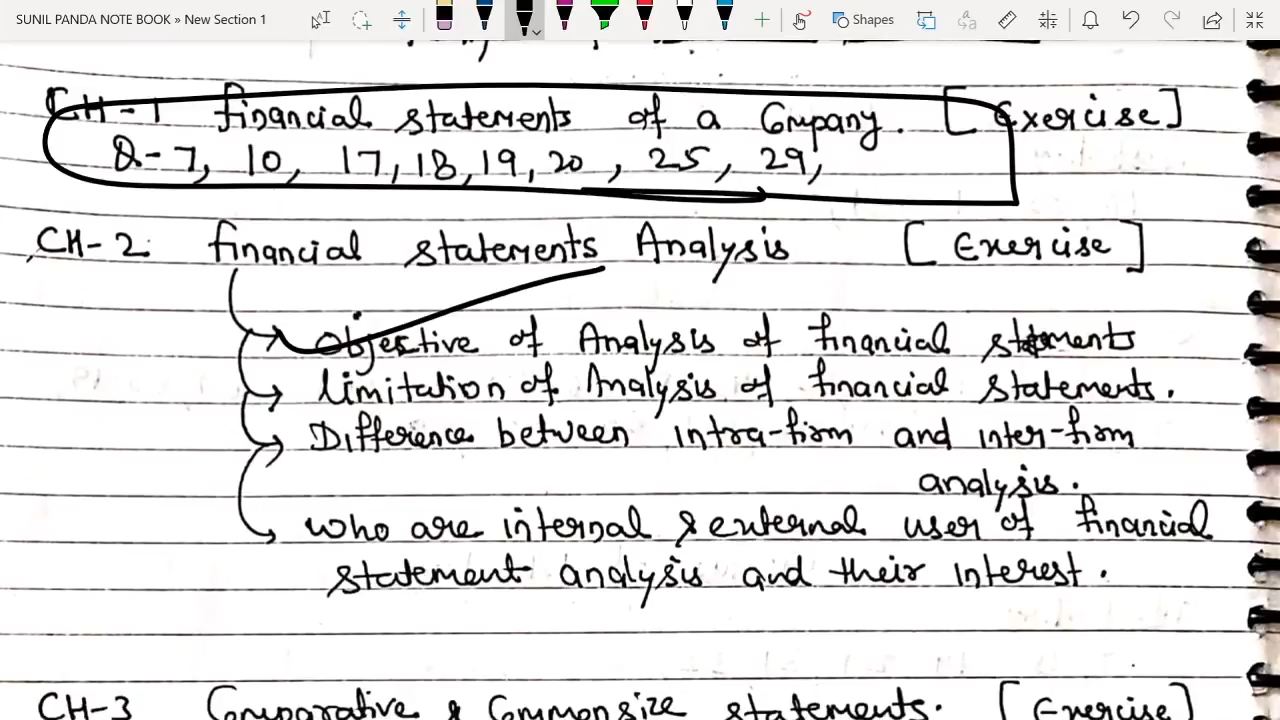 SUNIL PANDA NOTE BOOK » New Section 1
Shapes
CH-1 financial statements of a Company. [Exercise]
Q-7, 10, 17, 18, 19, 20, 25, 29,
CH-2 financial statements Analysis [Exercise]
Objective of Analysis of financial statements
limitation of Analysis of financial statements.
Difference between intra-firm and inter-firm
analysis.
who are internal & external user of financial
statement analysis and their interest.
CH-3 Comparative & Commonsize statements. [Exercise]